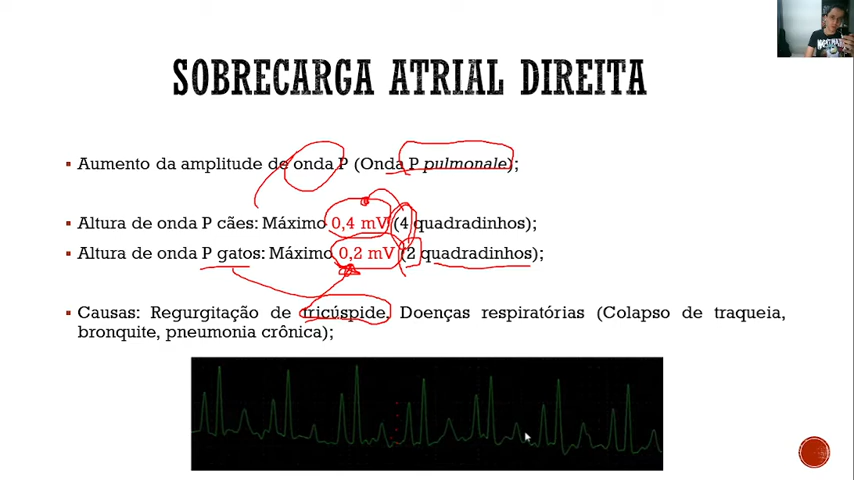 SOBRECARGA ATRIAL DIREITA
Aumento da amplitude de onda P (Onda P pulmonale);
Altura de onda P cães: Máximo 0,4 mV (4 quadradinhos);
Altura de onda P gatos: Máximo 0,2 mV (2 quadradinhos);
Causas: Regurgitação de tricúspide, Doenças respiratórias (Colapso de traqueia,
bronquite, pneumonia crônica);